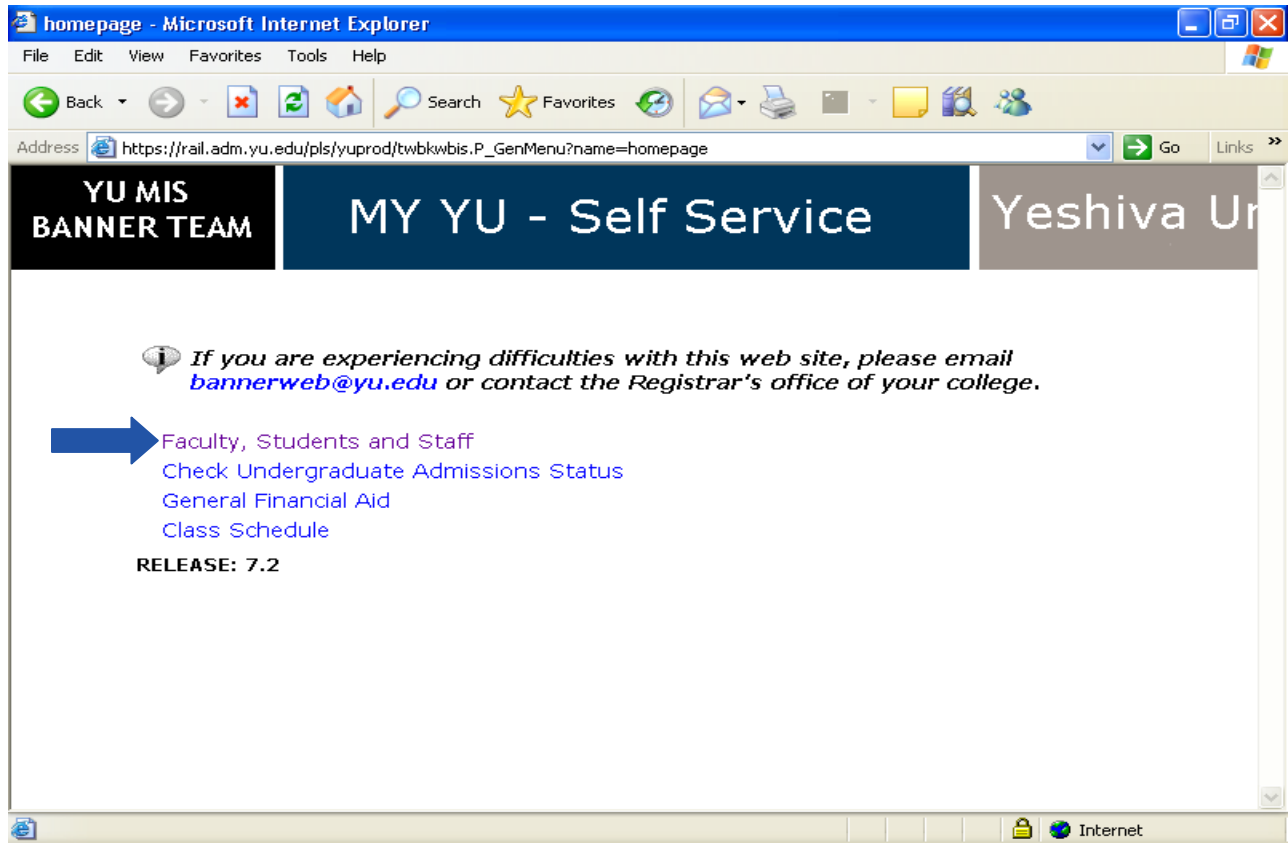 homepage - Microsoft Internet Explorer
File Edit View Favorites Tools Help
Back Search Favorites
Address https://rail.adm.yu.edu/pls/yuprod/twbkwbis.P_GenMenu?name=homepage Go Links »
YU MIS
BANNER TEAM
MY YU - Self Service
Yeshiva Un
If you are experiencing difficulties with this web site, please email
bannerweb@yu.edu or contact the Registrar's office of your college.
Faculty, Students and Staff
Check Undergraduate Admissions Status
General Financial Aid
Class Schedule
RELEASE: 7.2
Internet